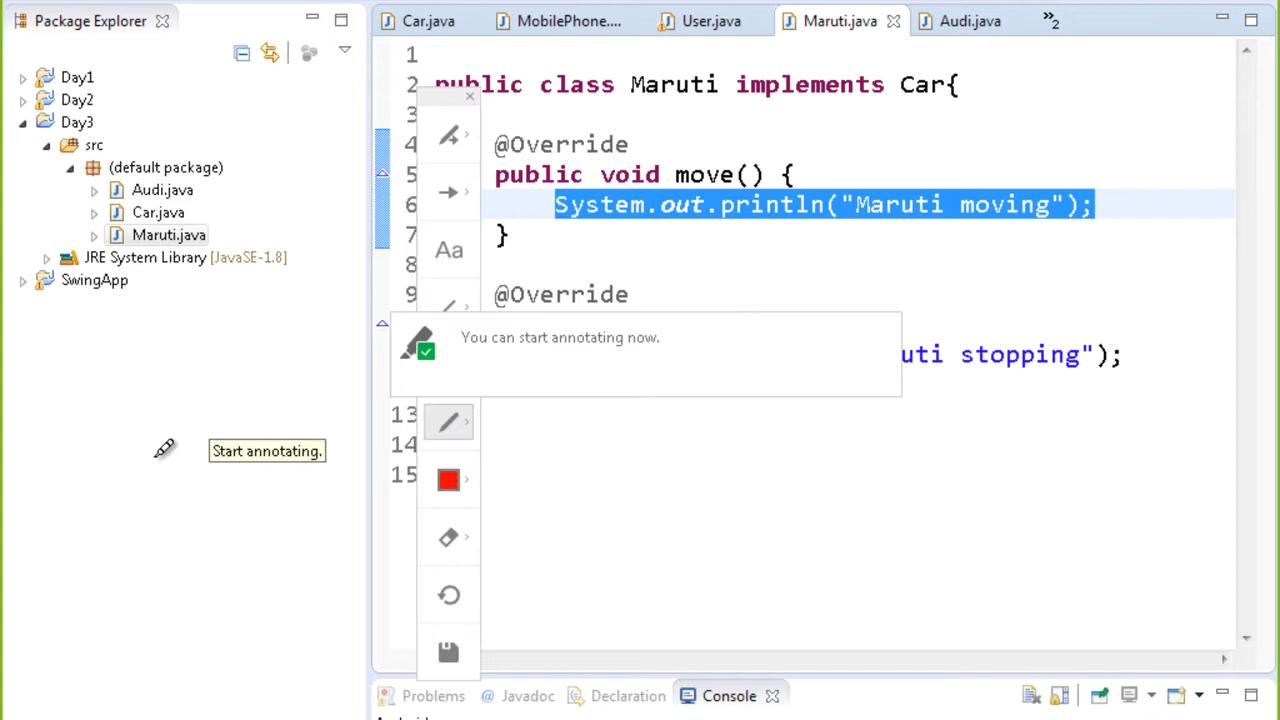 Package Explorer
Day1
Day2
Day3
src
(default package)
Audi.java
Car.java
Maruti.java
JRE System Library [JavaSE-1.8]
SwingApp
Start annotating.
Car.java MobilePhone.... User.java Maruti.java Audi.java »2
1
2 public class Maruti implements Car{
3
4 @Override
5 public void move() {
6 System.out.println("Maruti moving");
7 }
8
9 @Override
Aa
You can start annotating now.
uti stopping");
13
14
15
Problems @ Javadoc Declaration Console